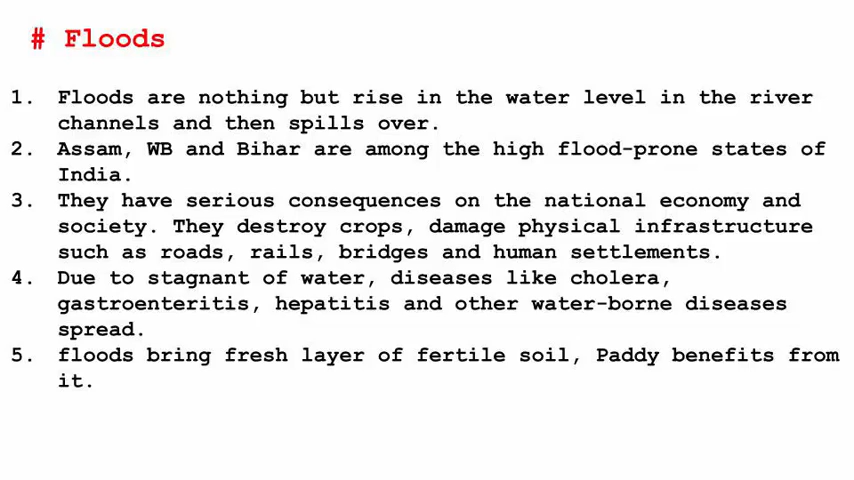 # Floods
1. Floods are nothing but rise in the water level in the river
channels and then spills over.
2. Assam, WB and Bihar are among the high flood-prone states of
India.
3. They have serious consequences on the national economy and
society. They destroy crops, damage physical infrastructure
such as roads, rails, bridges and human settlements.
4. Due to stagnant of water, diseases like cholera,
gastroenteritis, hepatitis and other water-borne diseases
spread.
5. floods bring fresh layer of fertile soil, Paddy benefits from
it.